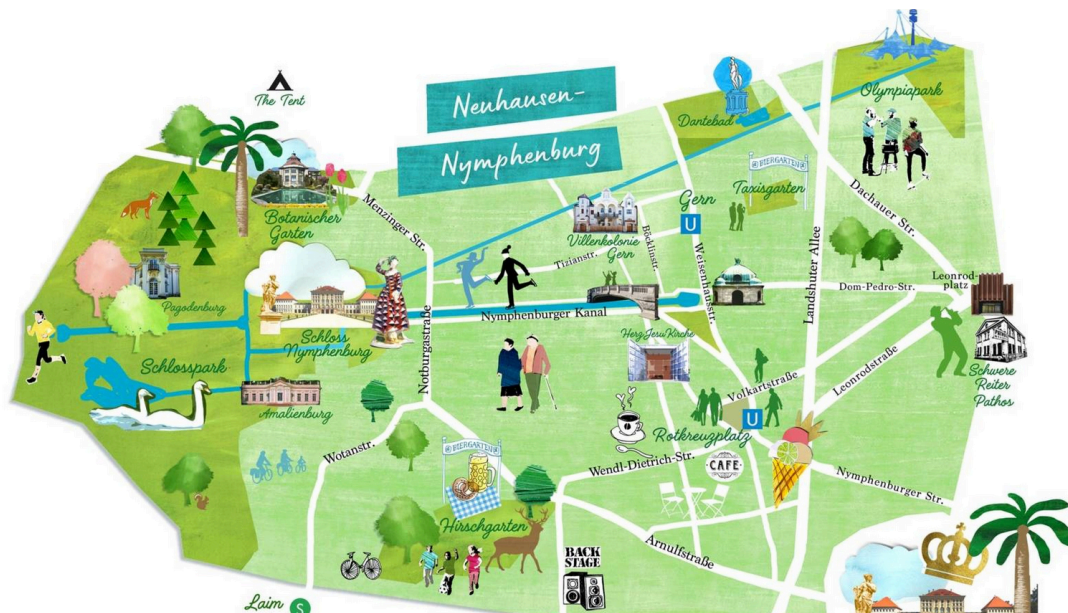 Neuhausen-
Nymphenburg
The Tent
Olympiapark
Dantebad
BIERGARTEN
Taxisgarten
Gern
U
Botanischer
Garten
Menzinger Str.
Villenkolonie
Gern
Böcklinstr.
Tizianstr.
Weisenhausstr.
Landshuter Allee
Dachauer Str.
Leonrod-
platz
Dom-Pedro-Str.
Pagodenburg
Schloss
Nymphenburg
Nymphenburger Kanal
Notburgastraße
Herz Jesu Kirche
Schlosspark
Amalienburg
Volkartstraße
Leonrodstraße
Schwere
Reiter
Pathos
U
Rotkreuzplatz
Wotanstr.
BIERGARTEN
Wendl-Dietrich-Str.
CAFE
Nymphenburger Str.
Hirschgarten
Arnulfstraße
BACK
STAGE
Laim S